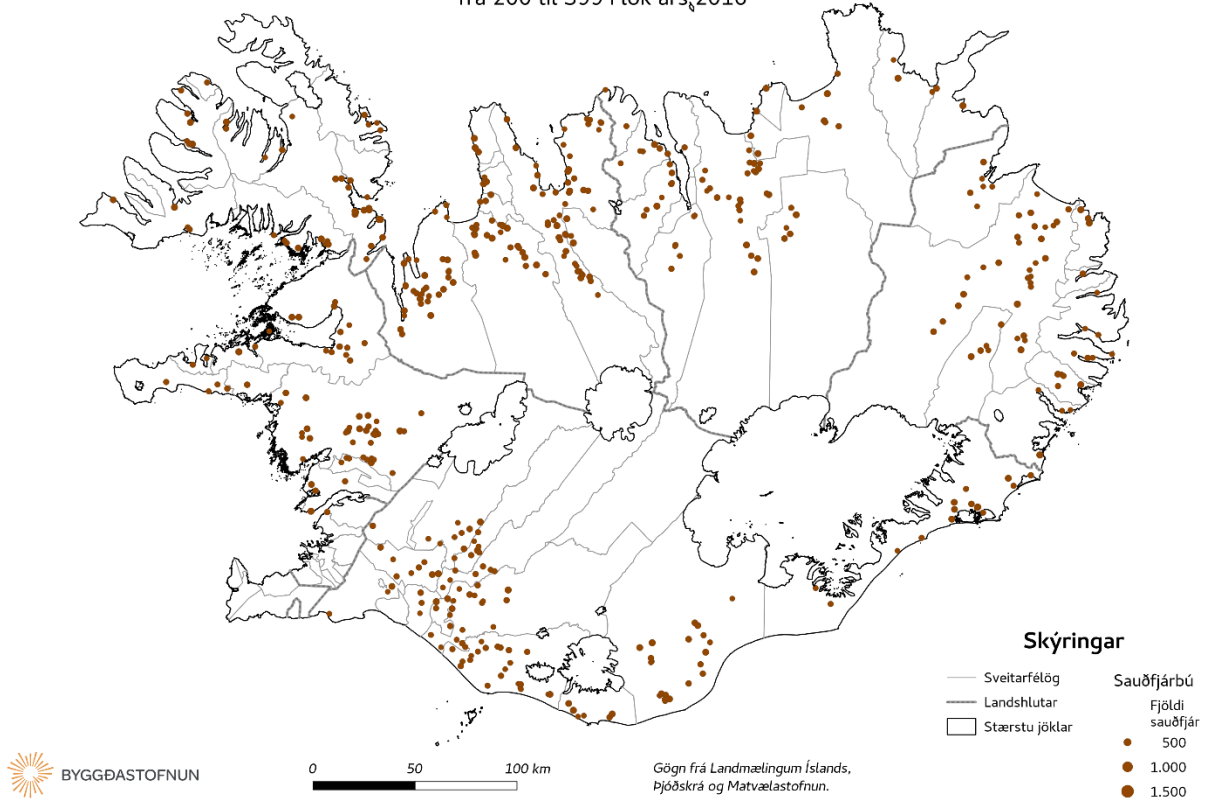 frá 200 til 399 í lok árs, 2016
Skýringar
Sveitarfélög
Landshlutar
Stærstu jöklar
Sauðfjárbú
Fjöldi
sauðfjár
500
1.000
1.500
BYGGÐASTOFNUN
0 50 100 km
Gögn frá Landmælingum Íslands,
Þjóðskrá og Matvælastofnun.